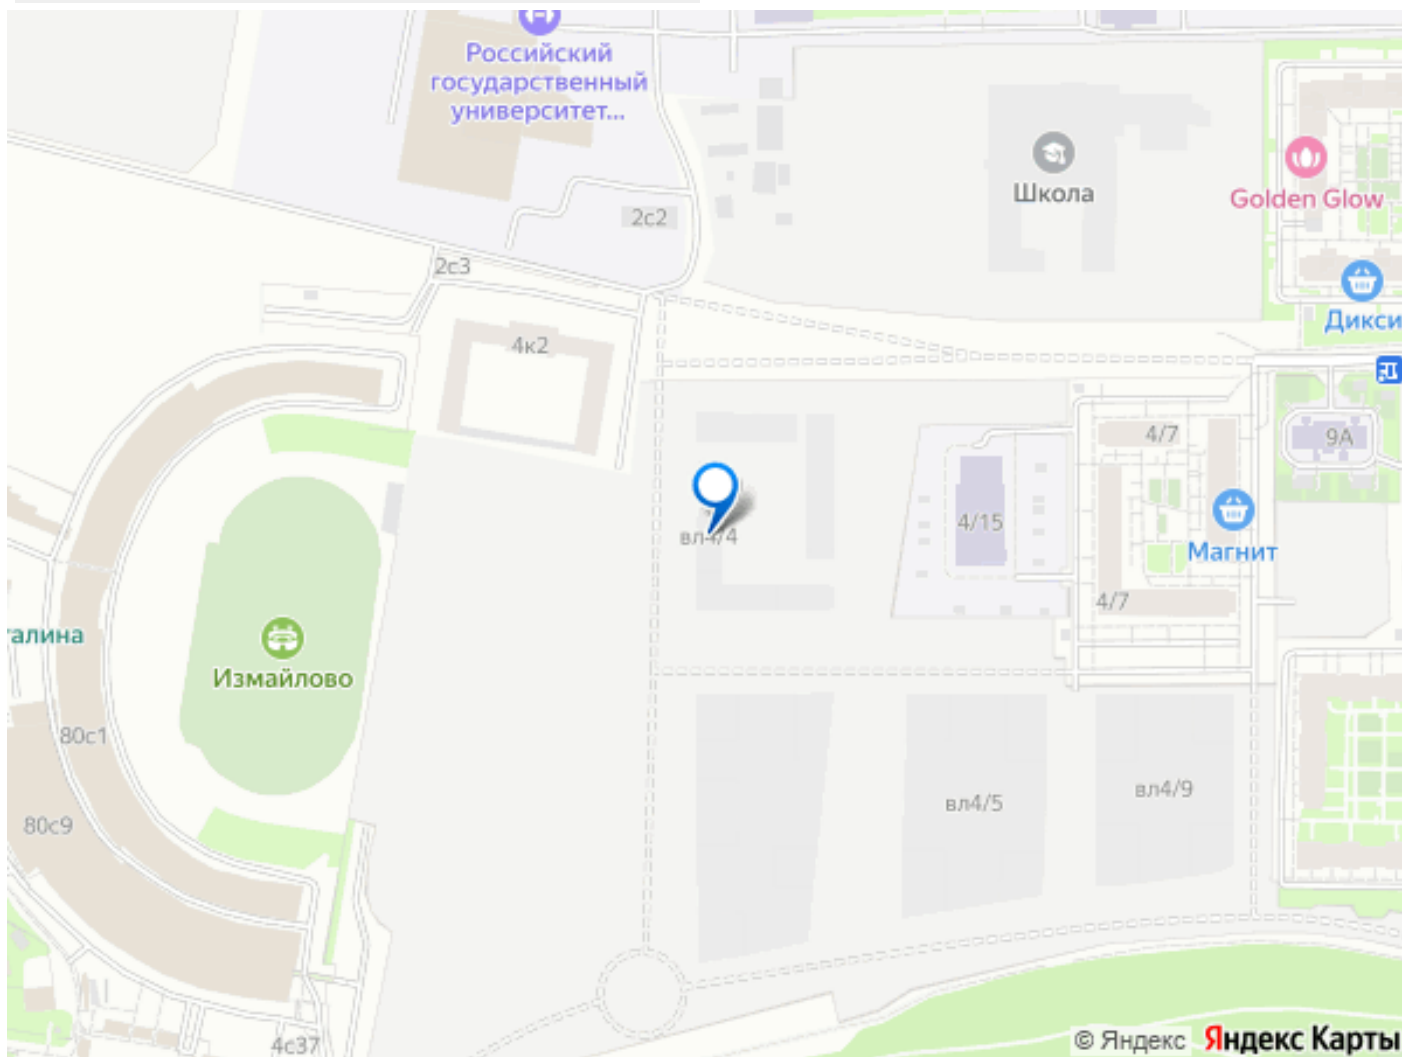 Российский
государственный
университет...
Школа
Golden Glow
2с2
2с3
Дикси
4к2
4/7
9А
4/15
вл4/4
Магнит
4/7
галина
Измайлово
80с1
вл4/5
вл4/9
80с9
4с37
© Яндекс Яндекс Карты